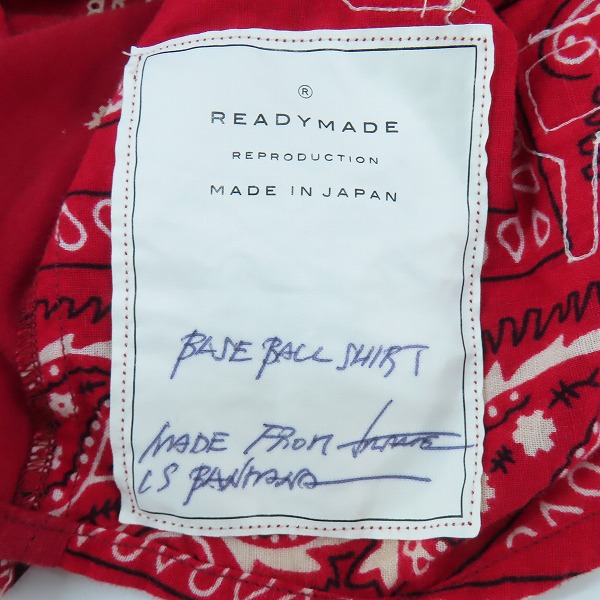 ®
READYMADE
REPRODUCTION
MADE IN JAPAN
BASE BALL SHIRT
MADE FROM
US BANDANA